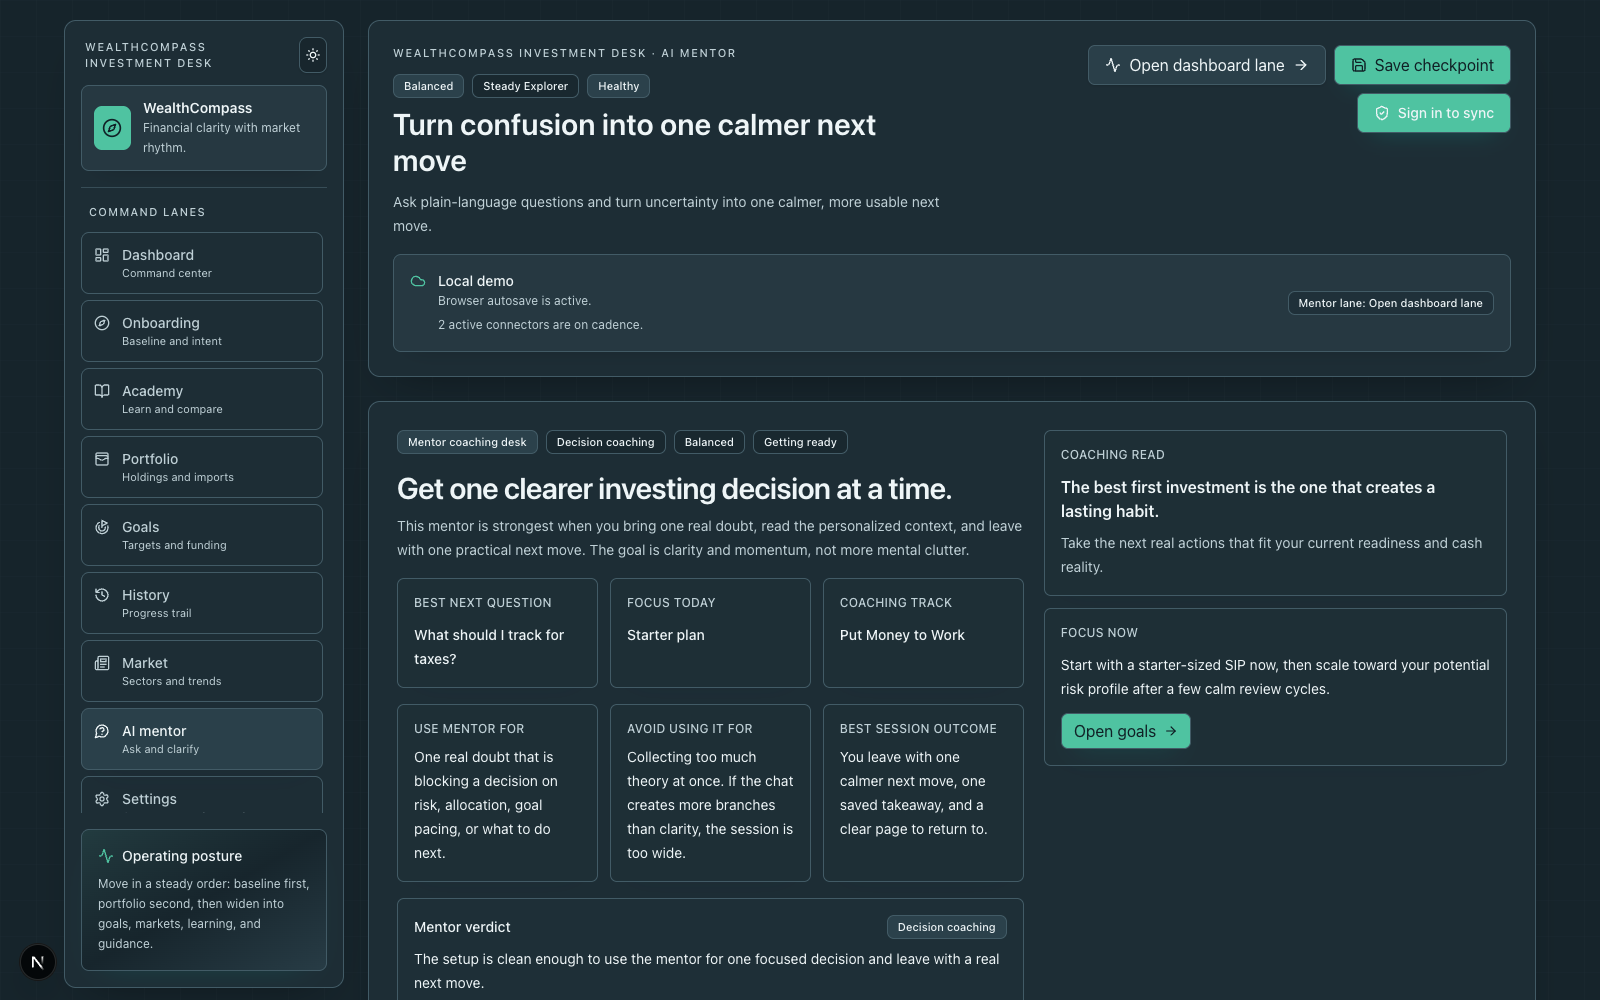 WEALTHCOMPASS
INVESTMENT DESK
WealthCompass
Financial clarity with market
rhythm.
COMMAND LANES
Dashboard
Command center
Onboarding
Baseline and intent
Academy
Learn and compare
Portfolio
Holdings and imports
Goals
Targets and funding
History
Progress trail
Market
Sectors and trends
AI mentor
Ask and clarify
Settings
Operating posture
Move in a steady order: baseline first,
portfolio second, then widen into
goals, markets, learning, and
guidance.
N
WEALTHCOMPASS INVESTMENT DESK · AI MENTOR
Balanced
Steady Explorer
Healthy
Open dashboard lane
Save checkpoint
Sign in to sync
Turn confusion into one calmer next
move
Ask plain-language questions and turn uncertainty into one calmer, more usable next
move.
Local demo
Browser autosave is active.
2 active connectors are on cadence.
Mentor lane: Open dashboard lane
Mentor coaching desk
Decision coaching
Balanced
Getting ready
Get one clearer investing decision at a time.
This mentor is strongest when you bring one real doubt, read the personalized context, and leave
with one practical next move. The goal is clarity and momentum, not more mental clutter.
BEST NEXT QUESTION
What should I track for
taxes?
FOCUS TODAY
Starter plan
COACHING TRACK
Put Money to Work
USE MENTOR FOR
One real doubt that is
blocking a decision on
risk, allocation, goal
pacing, or what to do
next.
AVOID USING IT FOR
Collecting too much
theory at once. If the chat
creates more branches
than clarity, the session is
too wide.
BEST SESSION OUTCOME
You leave with one
calmer next move, one
saved takeaway, and a
clear page to return to.
Mentor verdict
Decision coaching
The setup is clean enough to use the mentor for one focused decision and leave with a real
next move.
COACHING READ
The best first investment is the one that creates a
lasting habit.
Take the next real actions that fit your current readiness and cash
reality.
FOCUS NOW
Start with a starter-sized SIP now, then scale toward your potential
risk profile after a few calm review cycles.
Open goals